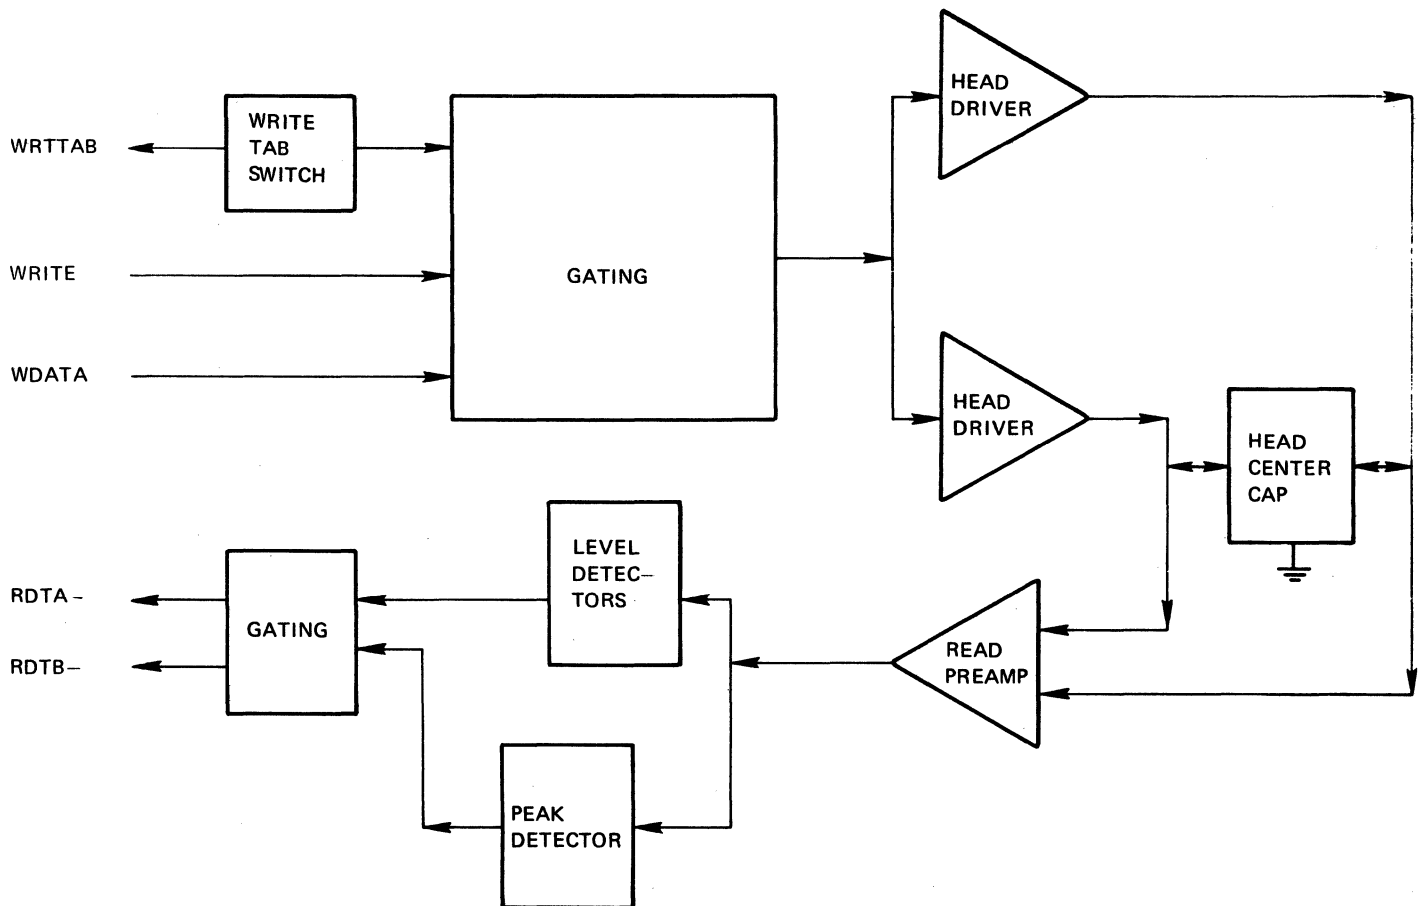 HEAD
DRIVER
WRITE
TAB
SWITCH
WRTTAB
WRITE
GATING
WDATA
HEAD
DRIVER
HEAD
CENTER
CAP
LEVEL
DETEC–
TORS
RDTA–
GATING
RDTB–
READ
PREAMP
PEAK
DETECTOR